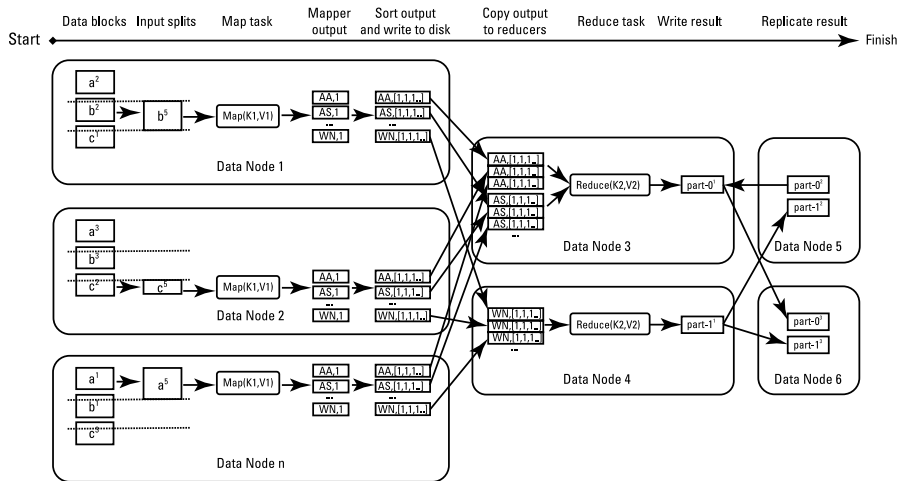 Data blocks Input splits Map task Mapper output Sort output and write to disk Copy output to reducers Reduce task Write result Replicate result
Start Finish
a²
b²
c¹
b⁵
Map(K1,V1)
AA,1
AS,1
...
WN,1
AA,[1,1,1..]
AS,[1,1,1..]
...
WN,[1,1,1..]
Data Node 1
a³
b³
c²
c⁵
Map(K1,V1)
AA,1
AS,1
...
WN,1
AA,[1,1,1..]
AS,[1,1,1..]
...
WN,[1,1,1..]
Data Node 2
a¹
b¹
c³
a⁵
Map(K1,V1)
AA,1
AS,1
...
WN,1
AA,[1,1,1..]
AS,[1,1,1..]
...
WN,[1,1,1..]
Data Node n
AA,[1,1,1..]
AA,[1,1,1..]
AA,[1,1,1..]
AS,[1,1,1..]
AS,[1,1,1..]
AS,[1,1,1..]
...
Reduce(K2,V2)
part-0¹
Data Node 3
WN,[1,1,1..]
WN,[1,1,1..]
WN,[1,1,1..]
...
Reduce(K2,V2)
part-1¹
Data Node 4
part-0²
part-1²
Data Node 5
part-0³
part-1³
Data Node 6